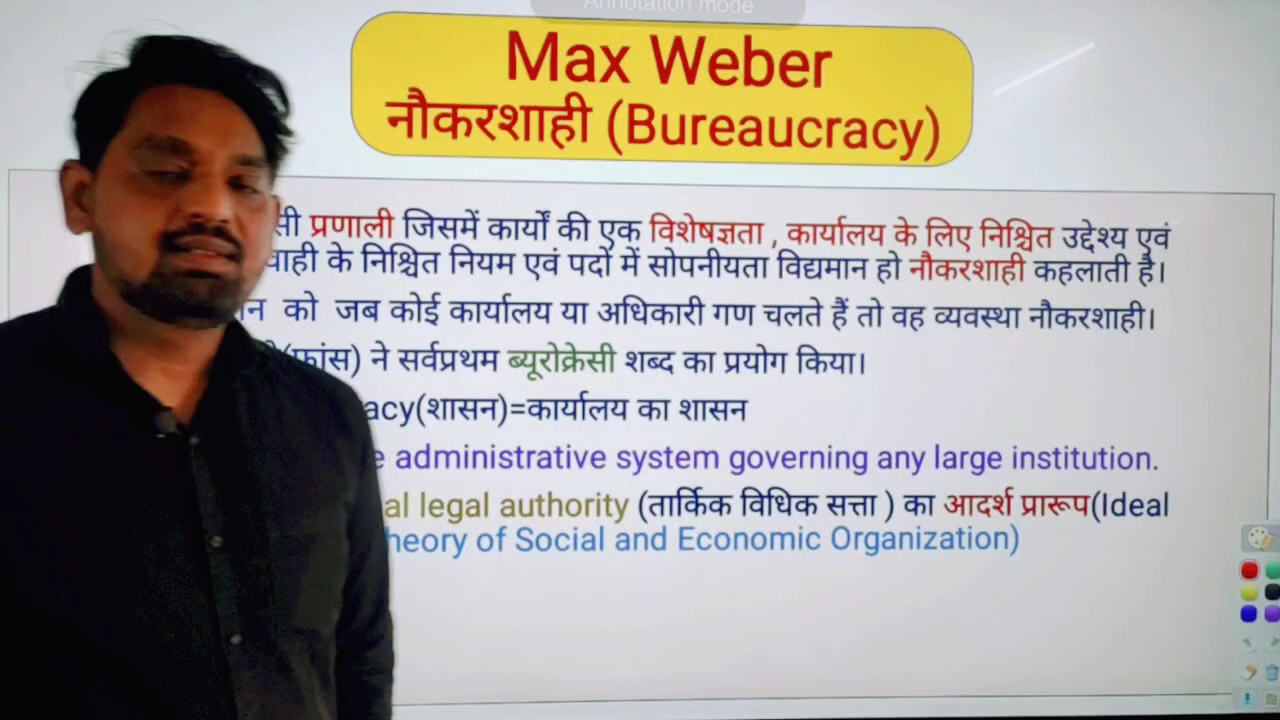 Annotation mode
Max Weber
नौकरशाही (Bureaucracy)
प्रणाली जिसमें कार्यों की एक विशेषज्ञता , कार्यालय के लिए निश्चित उद्देश्य एवं
के निश्चित नियम एवं पदों में सोपनीयता विद्यमान हो नौकरशाही कहलाती है।
को जब कोई कार्यालय या अधिकारी गण चलते हैं तो वह व्यवस्था नौकरशाही।
(फ्रांस) ने सर्वप्रथम ब्यूरोक्रेसी शब्द का प्रयोग किया।
acy(शासन)=कार्यालय का शासन
administrative system governing any large institution.
al legal authority (तार्किक विधिक सत्ता ) का आदर्श प्रारूप(Ideal
heory of Social and Economic Organization)